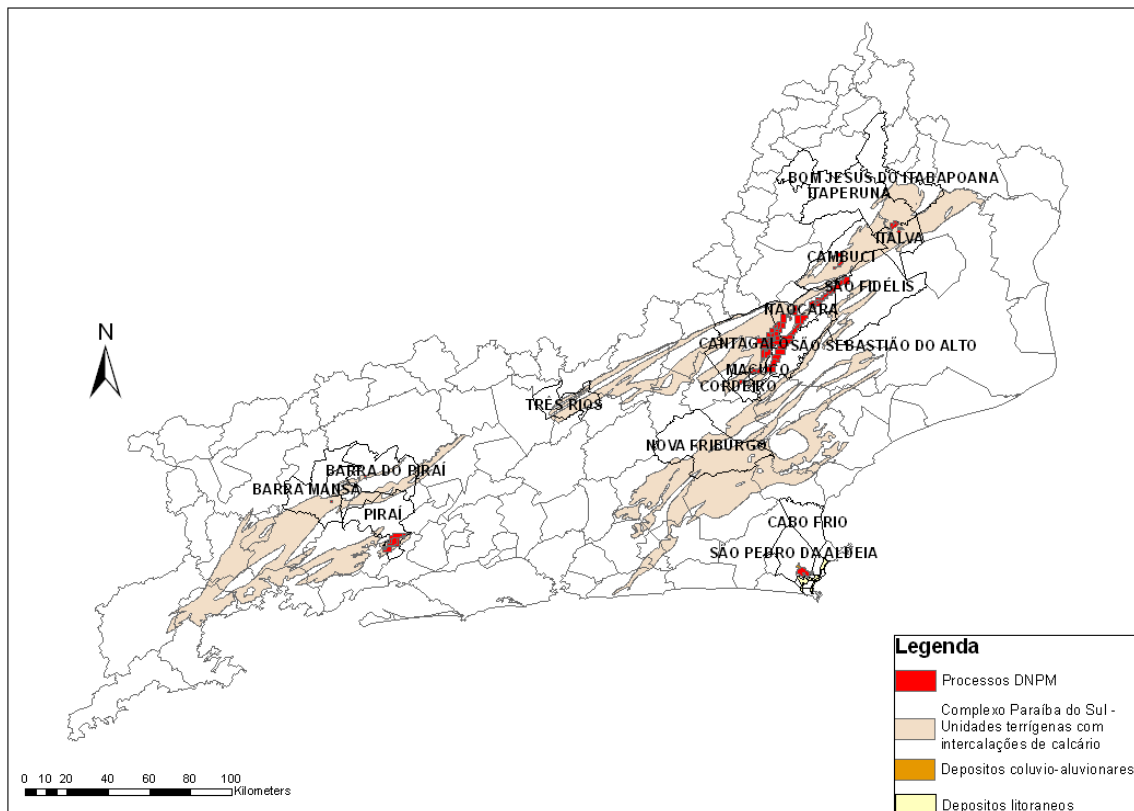 BOM JESUS DO ITABAPOANA
ITAPERUNA
ITALVA
CAMBUCI
SÃO FIDÉLIS
N
CANTAGALO
SÃO SEBASTIÃO DO ALTO
MACUCO
CORDEIRO
TRÊS RIOS
NOVA FRIBURGO
BARRA DO PIRAÍ
BARRA MANSA
PIRAÍ
CABO FRIO
SÃO PEDRO DA ALDEIA
Legenda
Processos DNPM
Complexo Paraíba do Sul -
Unidades terrígenas com
intercalações de calcário
Depositos coluvio-aluvionares
Depositos litoraneos
0 10 20 40 60 80 100
Kilometers